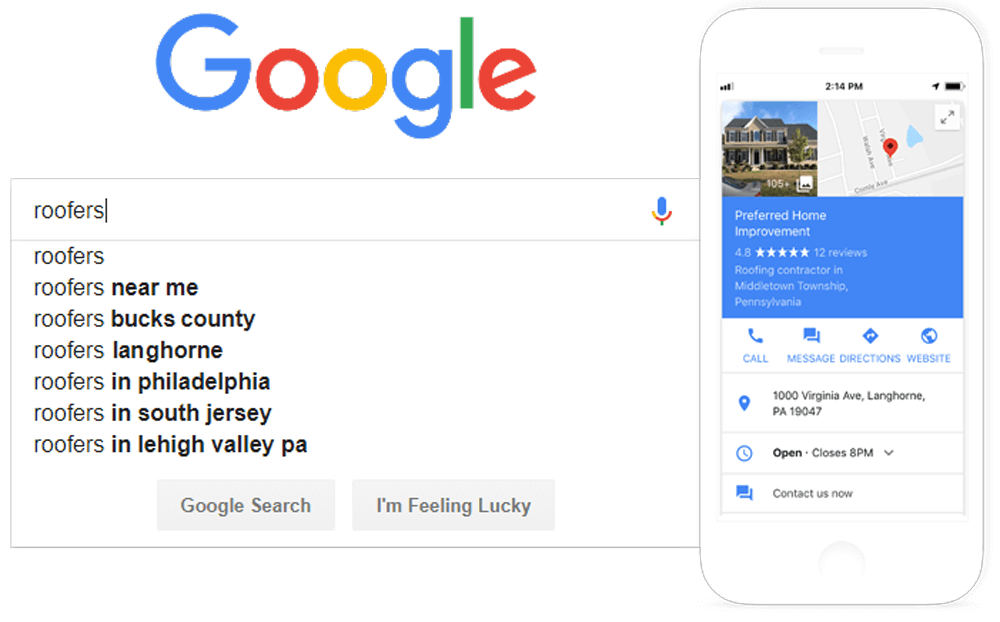 Google
roofers
roofers
roofers near me
roofers bucks county
roofers langhorne
roofers in philadelphia
roofers in south jersey
roofers in lehigh valley pa
Google Search
I'm Feeling Lucky
2:14 PM
105+
Walsh Ave
Comly Ave
Preferred Home
Improvement
4.8 ★★★★★ 12 reviews
Roofing contractor in
Middletown Township,
Pennsylvania
CALL
MESSAGE
DIRECTIONS
WEBSITE
1000 Virginia Ave, Langhorne,
PA 19047
Open · Closes 8PM
Contact us now